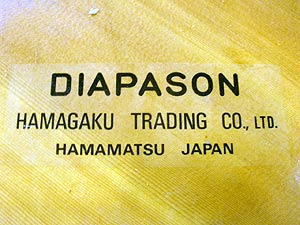 DIAPASON
HAMAGAKU TRADING CO., LTD.
HAMAMATSU JAPAN